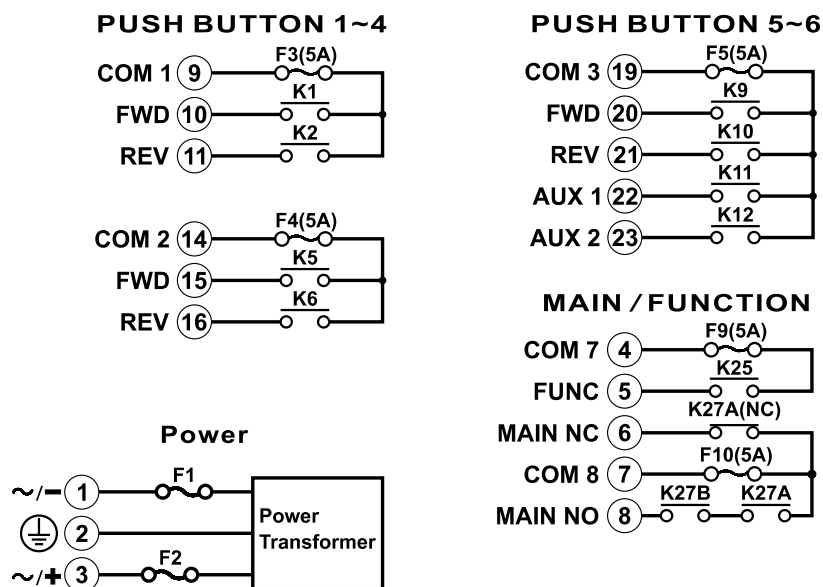 PUSH BUTTON 1~4
F3(5A)
COM 1 9
K1
FWD 10
K2
REV 11
F4(5A)
COM 2 14
K5
FWD 15
K6
REV 16
Power
F1
~/- 1
2
Power
Transformer
F2
~/+ 3
PUSH BUTTON 5~6
F5(5A)
COM 3 19
K9
FWD 20
K10
REV 21
K11
AUX 1 22
K12
AUX 2 23
MAIN / FUNCTION
F9(5A)
COM 7 4
K25
FUNC 5
K27A(NC)
MAIN NC 6
F10(5A)
COM 8 7
K27B K27A
MAIN NO 8